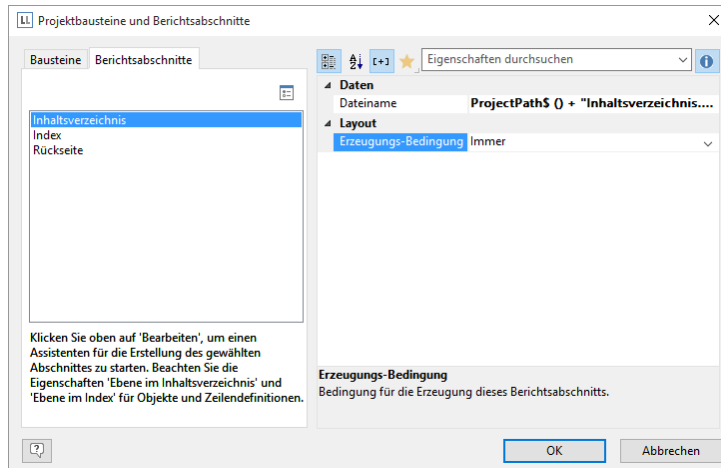 LL Projektbausteine und Berichtsabschnitte
Bausteine Berichtsabschnitte
Eigenschaften durchsuchen
Inhaltsverzeichnis
Index
Rückseite
Klicken Sie oben auf 'Bearbeiten', um einen
Assistenten für die Erstellung des gewählten
Abschnittes zu starten. Beachten Sie die
Eigenschaften 'Ebene im Inhaltsverzeichnis' und
'Ebene im Index' für Objekte und Zeilendefinitionen.
Daten
Dateiname ProjectPath$ () + "Inhaltsverzeichnis....
Layout
Erzeugungs-Bedingung Immer
Erzeugungs-Bedingung
Bedingung für die Erzeugung dieses Berichtsabschnitts.
OK Abbrechen